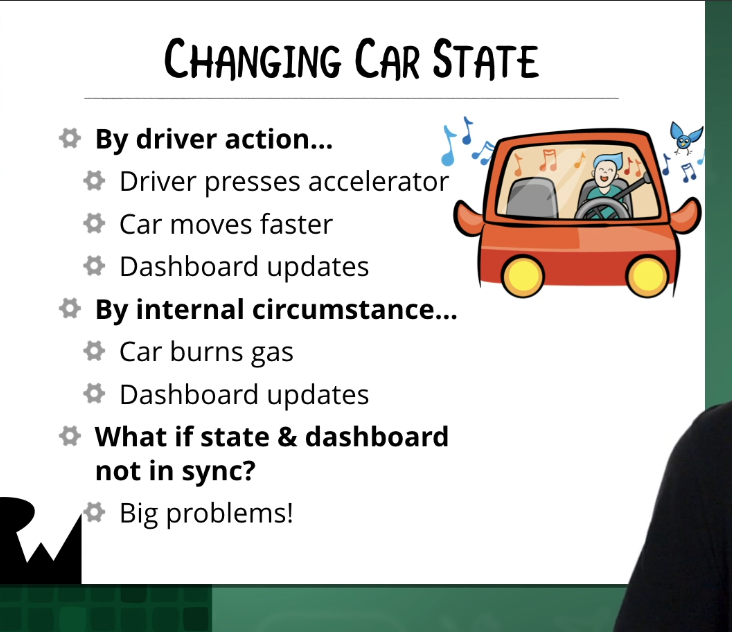 Changing Car State
By driver action...
Driver presses accelerator
Car moves faster
Dashboard updates
By internal circumstance...
Car burns gas
Dashboard updates
What if state & dashboard
not in sync?
Big problems!